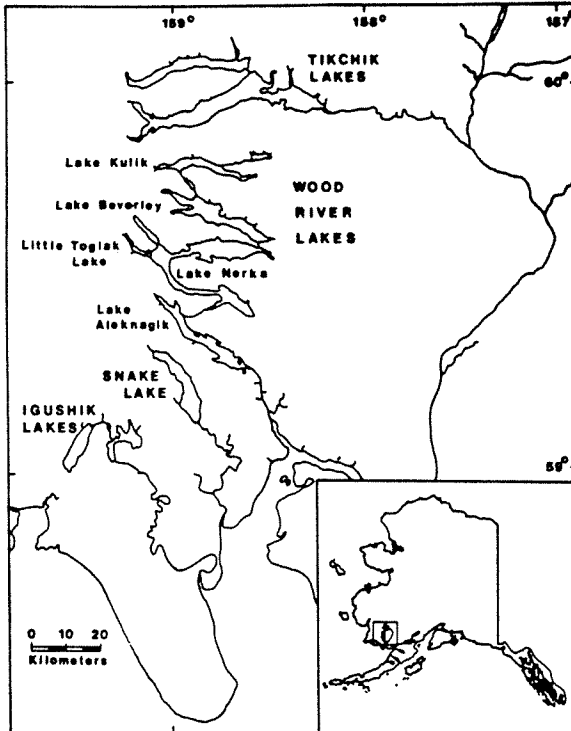 159° 158° 157°
60°
TIKCHIK
LAKES
Lake Kulik
WOOD
RIVER
LAKES
Lake Beverley
Little Togiak
Lake
Lake Nerka
Lake
Aleknagik
SNAKE
LAKE
IGUSHIK
LAKES
59°
0 10 20
Kilometers